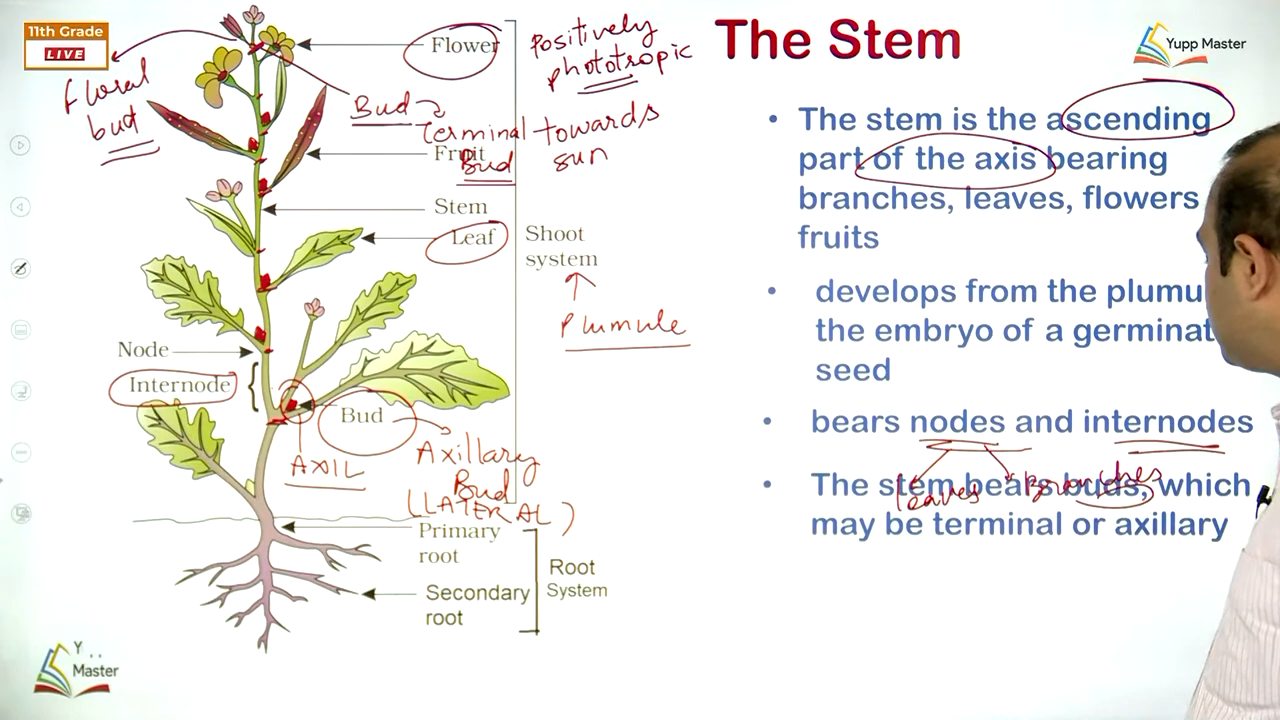 11th Grade
LIVE
The Stem
Yupp Master
Flower
Fruit
Stem
Leaf
Shoot
system
Node
Internode
Bud
Primary
root
Secondary
root
Root
System
floral
bud
Bud
Terminal
Bud
Positively
phototropic
towards
sun
Plumule
AXIL
Axillary
Bud
(LATERAL)
• The stem is the ascending
part of the axis bearing
branches, leaves, flowers
fruits
• develops from the plumu
the embryo of a germinat
seed
• bears nodes and internodes
leaves Branches
• The stem bears buds, which
may be terminal or axillary
Y
Master